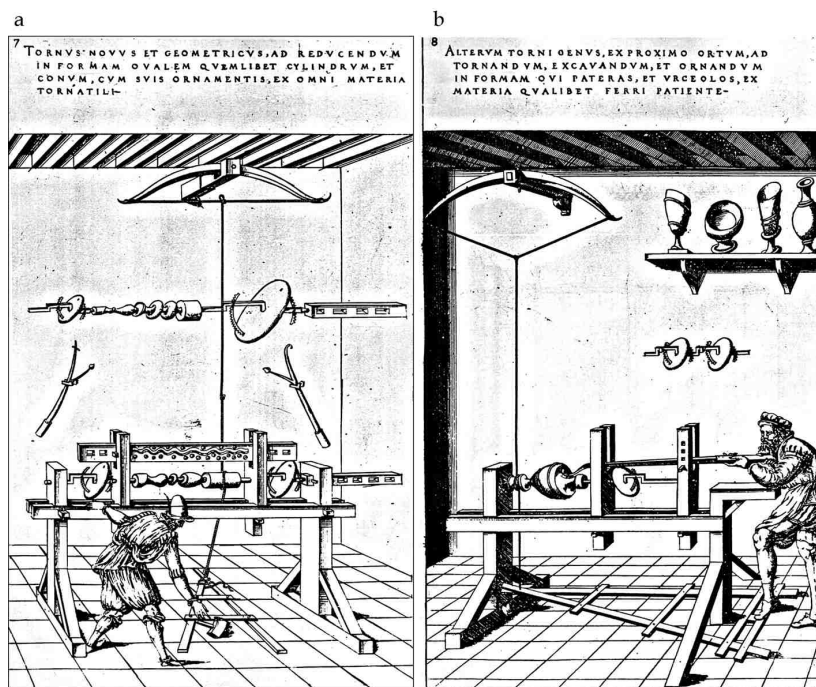 a
7 TORNVS NOVVS ET GEOMETRICVS, AD REDVCENDVM
IN FORMAM OVALEM QVEMLIBET CYLINDRVM, ET
CONVM, CVM SVIS ORNAMENTIS, EX OMNI MATERIA
TORNATILI–
b
8 ALTERVM TORNI GENVS, EX PROXIMO ORTVM, AD
TORNANDVM, EXCAVANDVM, ET ORNANDVM
IN FORMAM OVI PATERAS, ET VRCEOLOS, EX
MATERIA QVALIBET FERRI PATIENTE–